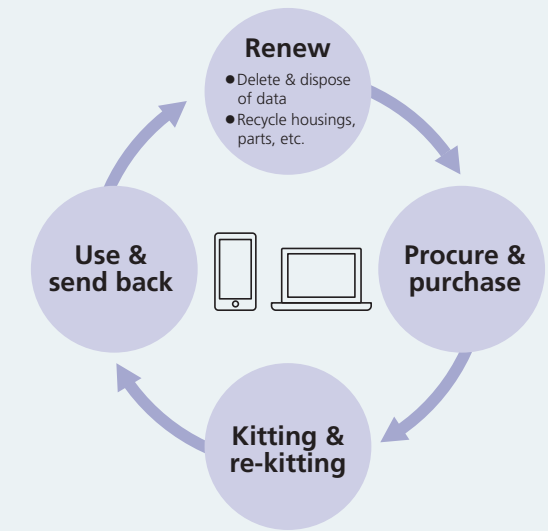 Renew
●Delete & dispose
of data
●Recycle housings,
parts, etc.
Use &
send back
Procure &
purchase
Kitting &
re-kitting